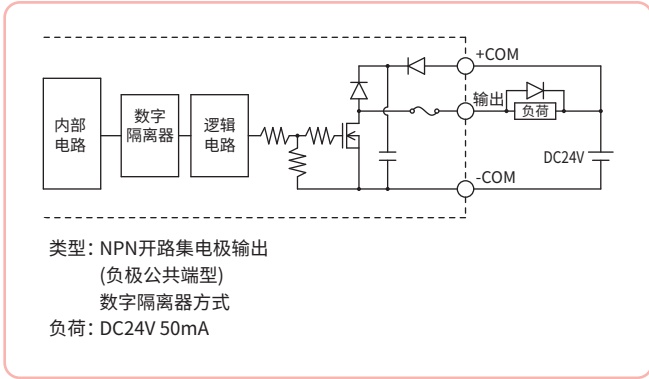 +COM
输出
负荷
内部
电路
数字
隔离器
逻辑
电路
DC24V
-COM
类型：NPN开路集电极输出
(负极公共端型)
数字隔离器方式
负荷：DC24V 50mA